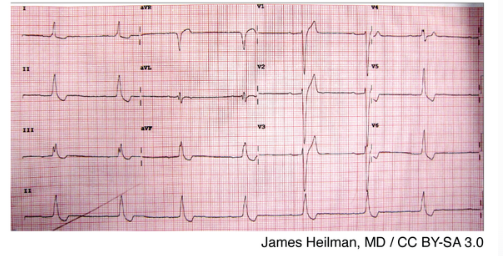 I aVR V1 V4
II aVL V2 V5
III aVF V3 V6
II
James Heilman, MD / CC BY-SA 3.0